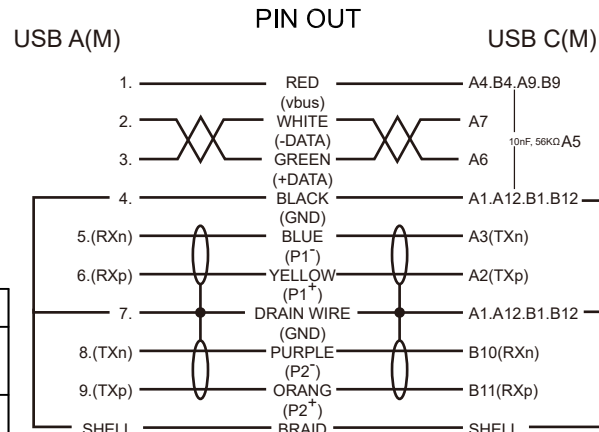 PIN OUT
USB A(M) USB C(M)
1. RED A4.B4.A9.B9
(vbus)
2. WHITE A7
(-DATA) 10nF, 56KΩ A5
3. GREEN A6
(+DATA)
4. BLACK A1.A12.B1.B12
(GND)
5.(RXn) BLUE A3(TXn)
(P1-)
6.(RXp) YELLOW A2(TXp)
(P1+)
7. DRAIN WIRE A1.A12.B1.B12
(GND)
8.(TXn) PURPLE B10(RXn)
(P2-)
9.(TXp) ORANG B11(RXp)
(P2+)
SHELL BRAID SHELL